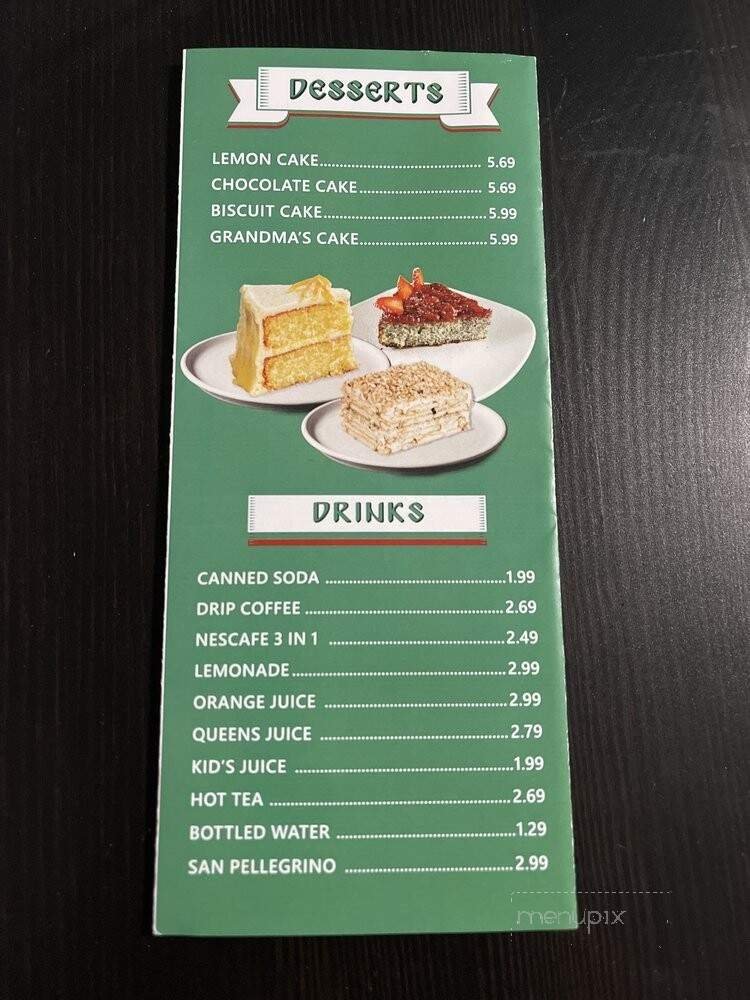 DESSERTS
LEMON CAKE................................... 5.69
CHOCOLATE CAKE.......................... 5.69
BISCUIT CAKE...................................5.99
GRANDMA'S CAKE...........................5.99
DRINKS
CANNED SODA .......................................1.99
DRIP COFFEE ...........................................2.69
NESCAFE 3 IN 1 ......................................2.49
LEMONADE..............................................2.99
ORANGE JUICE .......................................2.99
QUEENS JUICE ........................................2.79
KID'S JUICE ..............................................1.99
HOT TEA ...................................................2.69
BOTTLED WATER ......................................1.29
SAN PELLEGRINO ....................................2.99
menupix